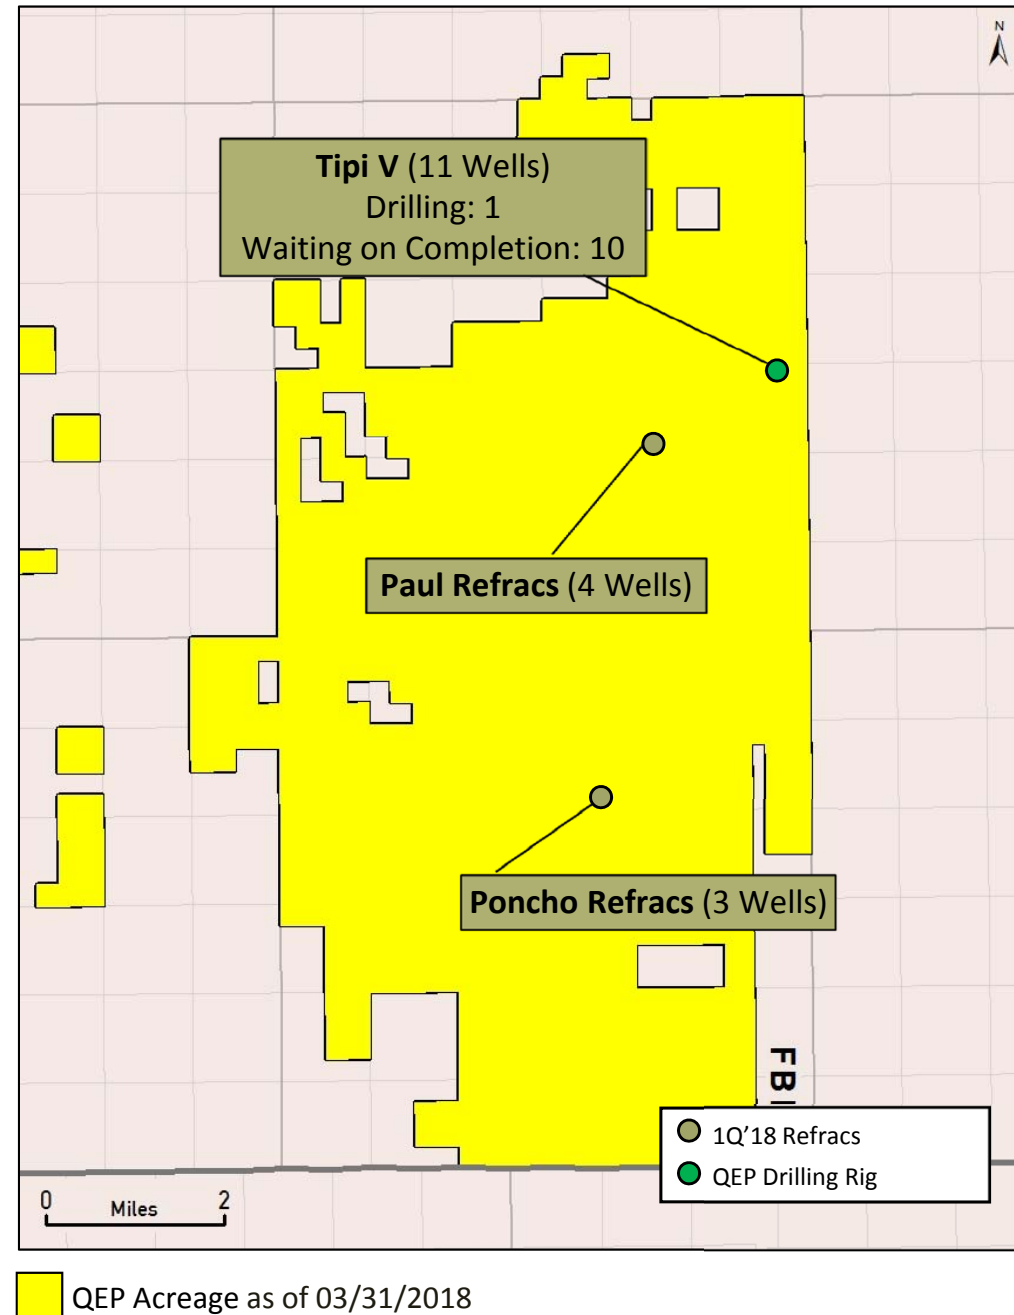 N
Tipi V (11 Wells)
Drilling: 1
Waiting on Completion: 10
Paul Refracs (4 Wells)
Poncho Refracs (3 Wells)
FBI
1Q’18 Refracs
QEP Drilling Rig
0 Miles 2
QEP Acreage as of 03/31/2018